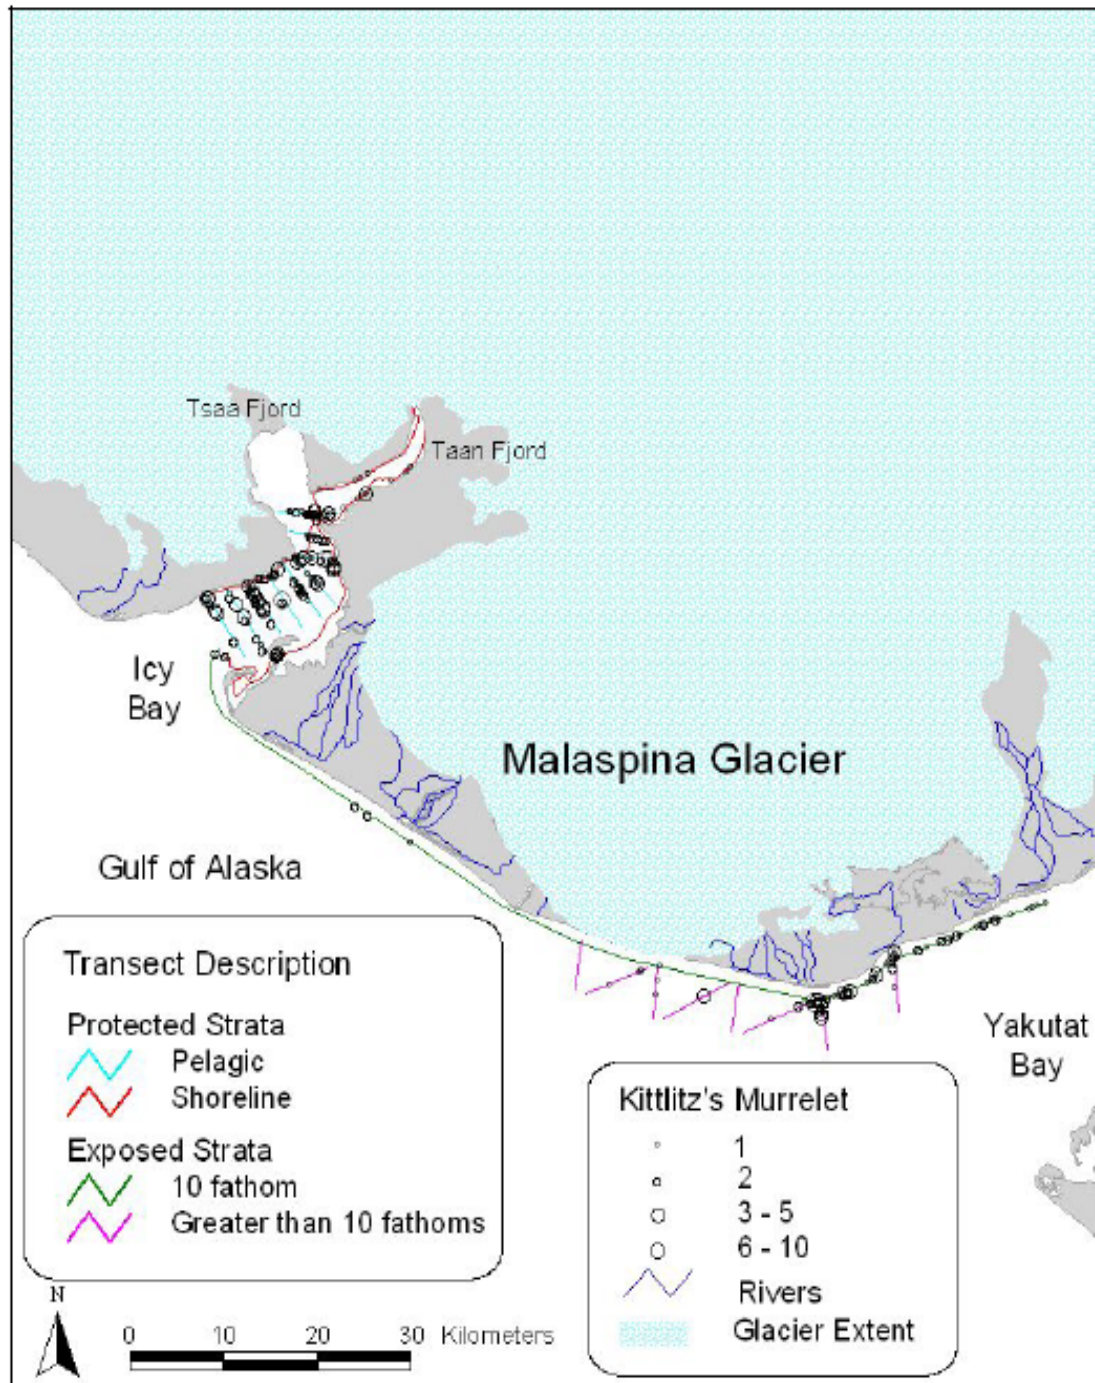 Tsaa Fjord
Taan Fjord
Icy
Bay
Malaspina Glacier
Gulf of Alaska
Yakutat
Bay
Transect Description
Protected Strata
Pelagic
Shoreline
Exposed Strata
10 fathom
Greater than 10 fathoms
Kittlitz's Murrelet
1
2
3 - 5
6 - 10
Rivers
Glacier Extent
N
0 10 20 30 Kilometers